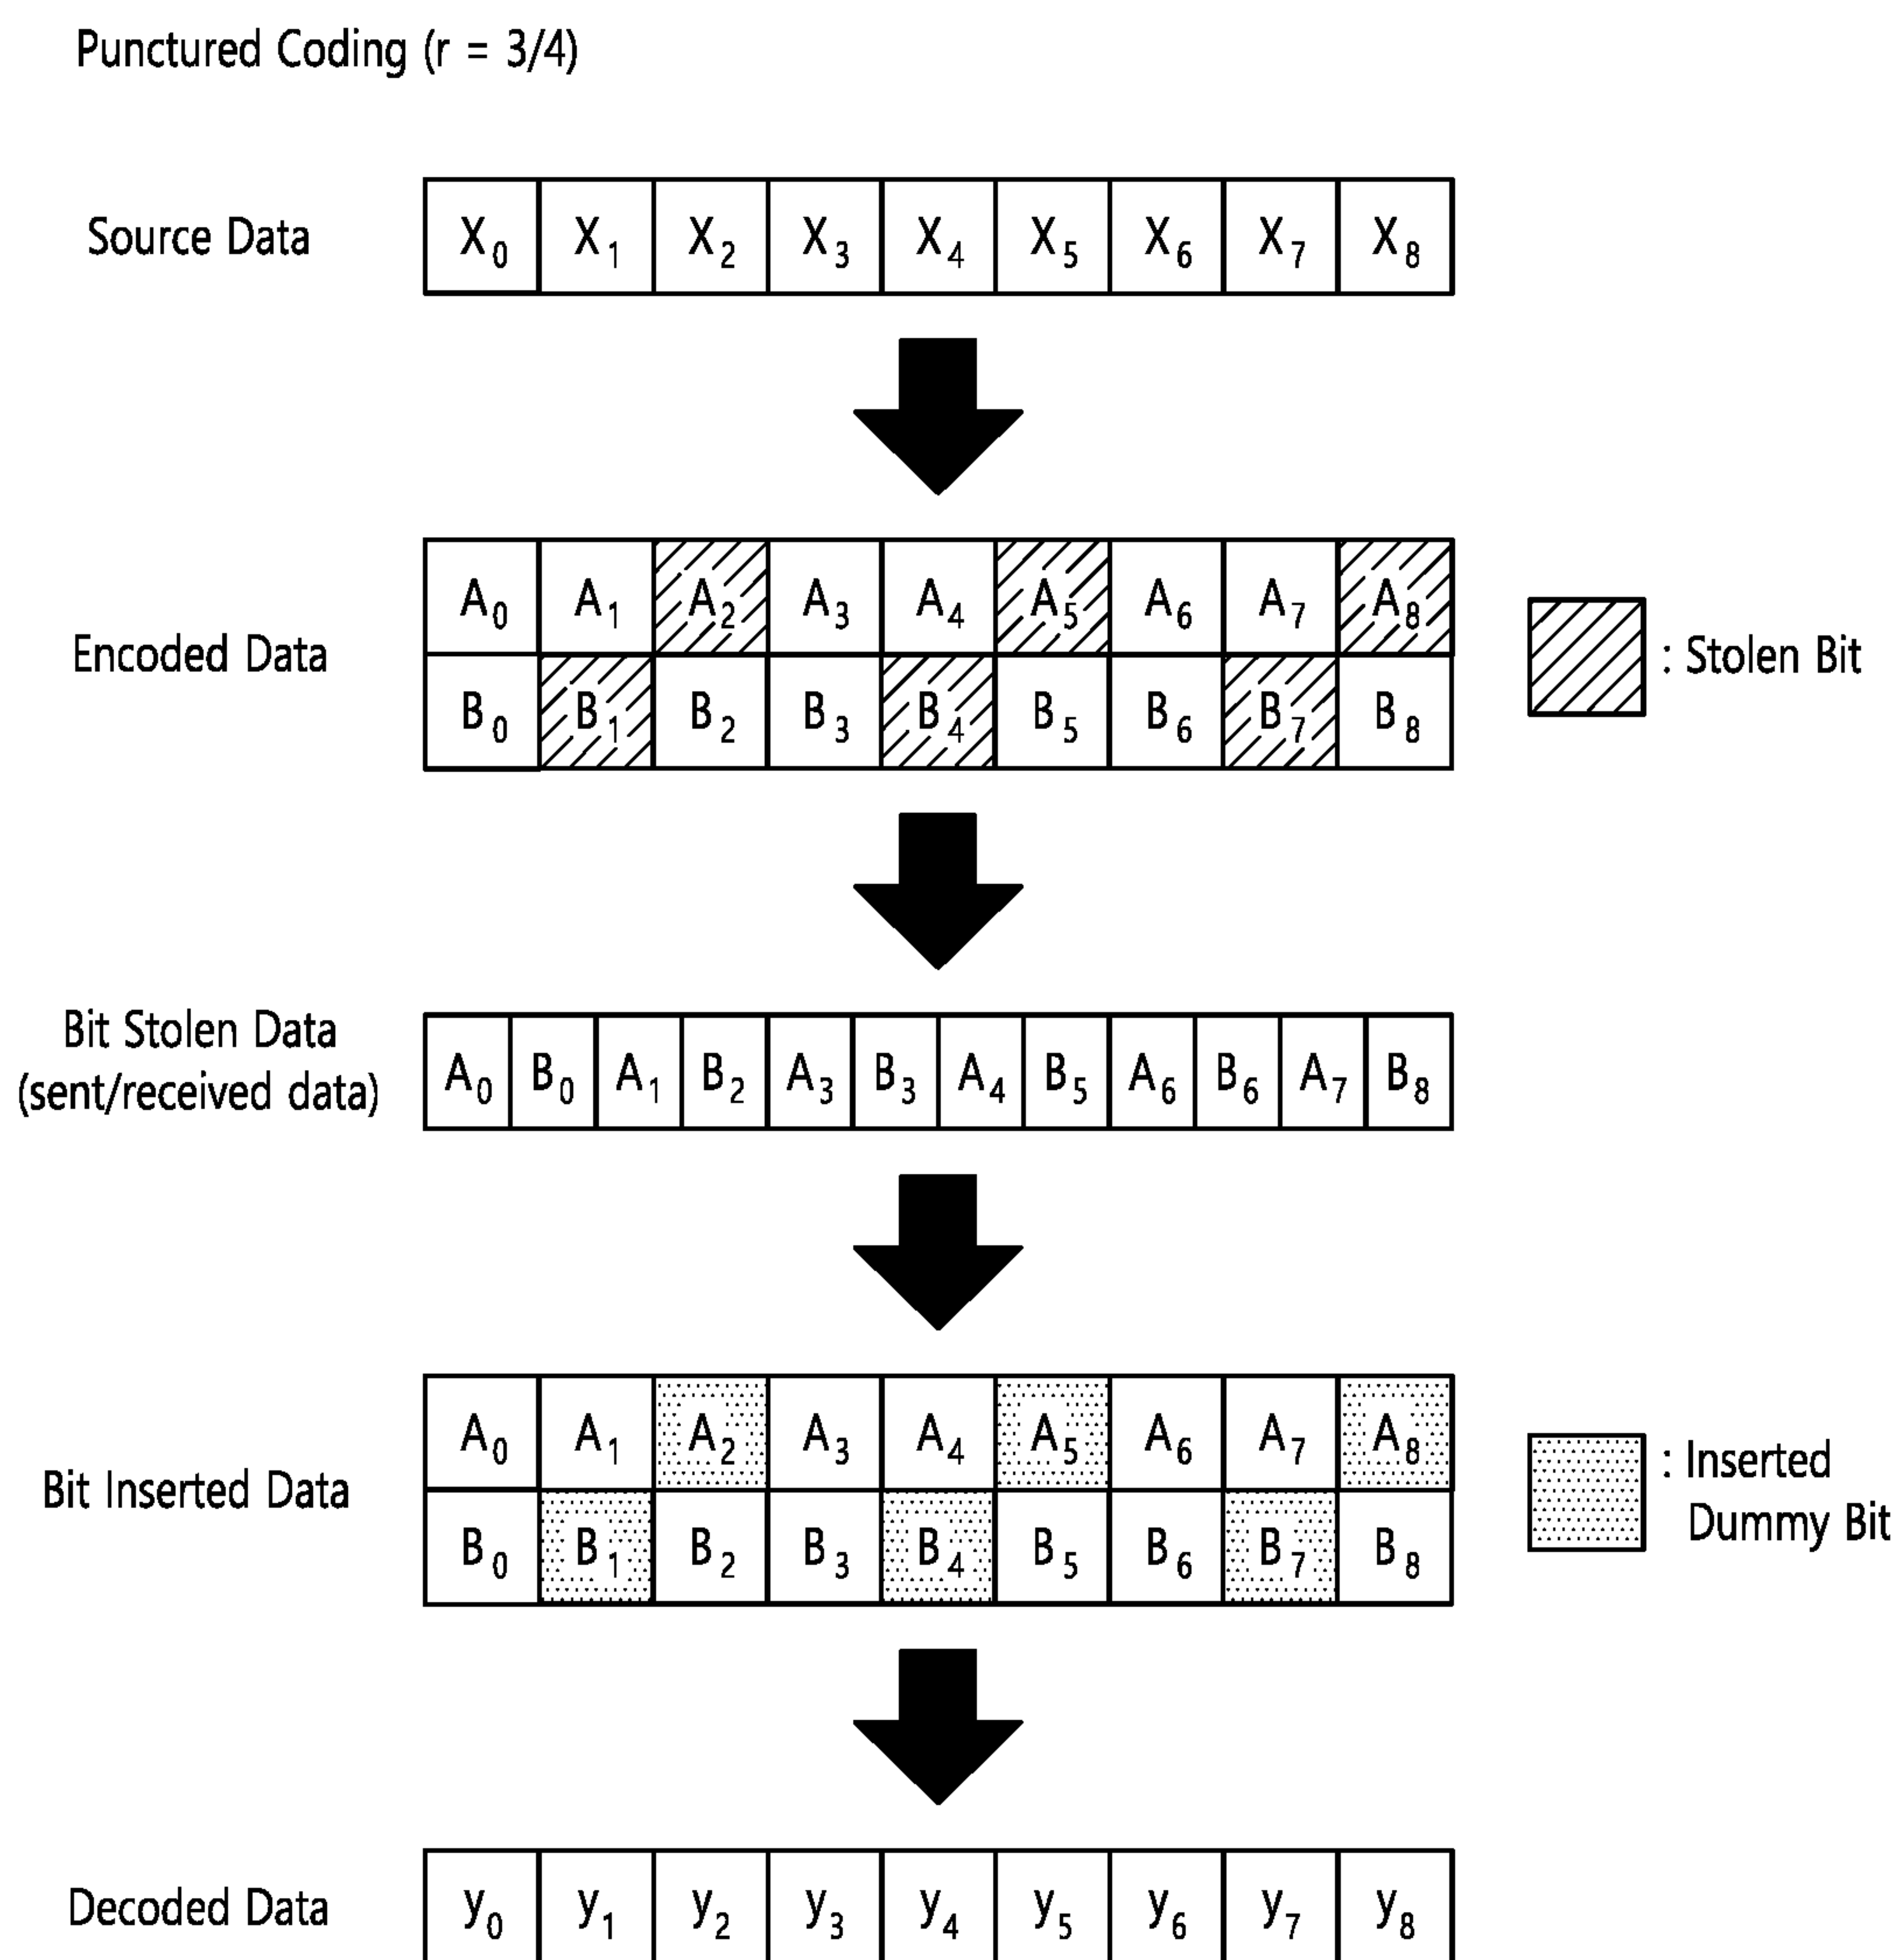 Punctured Coding (r = 3/4)
Source Data X0 X1 X2 X3 X4 X5 X6 X7 X8
A0 A1 A2 A3 A4 A5 A6 A7 A8
Encoded Data : Stolen Bit
B0 B1 B2 B3 B4 B5 B6 B7 B8
Bit Stolen Data
(sent/received data)
A0 B0 A1 B2 A3 B3 A4 B5 A6 B6 A7 B8
A0 A1 A2 A3 A4 A5 A6 A7 A8
Bit Inserted Data
: Inserted
Dummy Bit
B0 B1 B2 B3 B4 B5 B6 B7 B8
Decoded Data y0 y1 y2 y3 y4 y5 y6 y7 y8